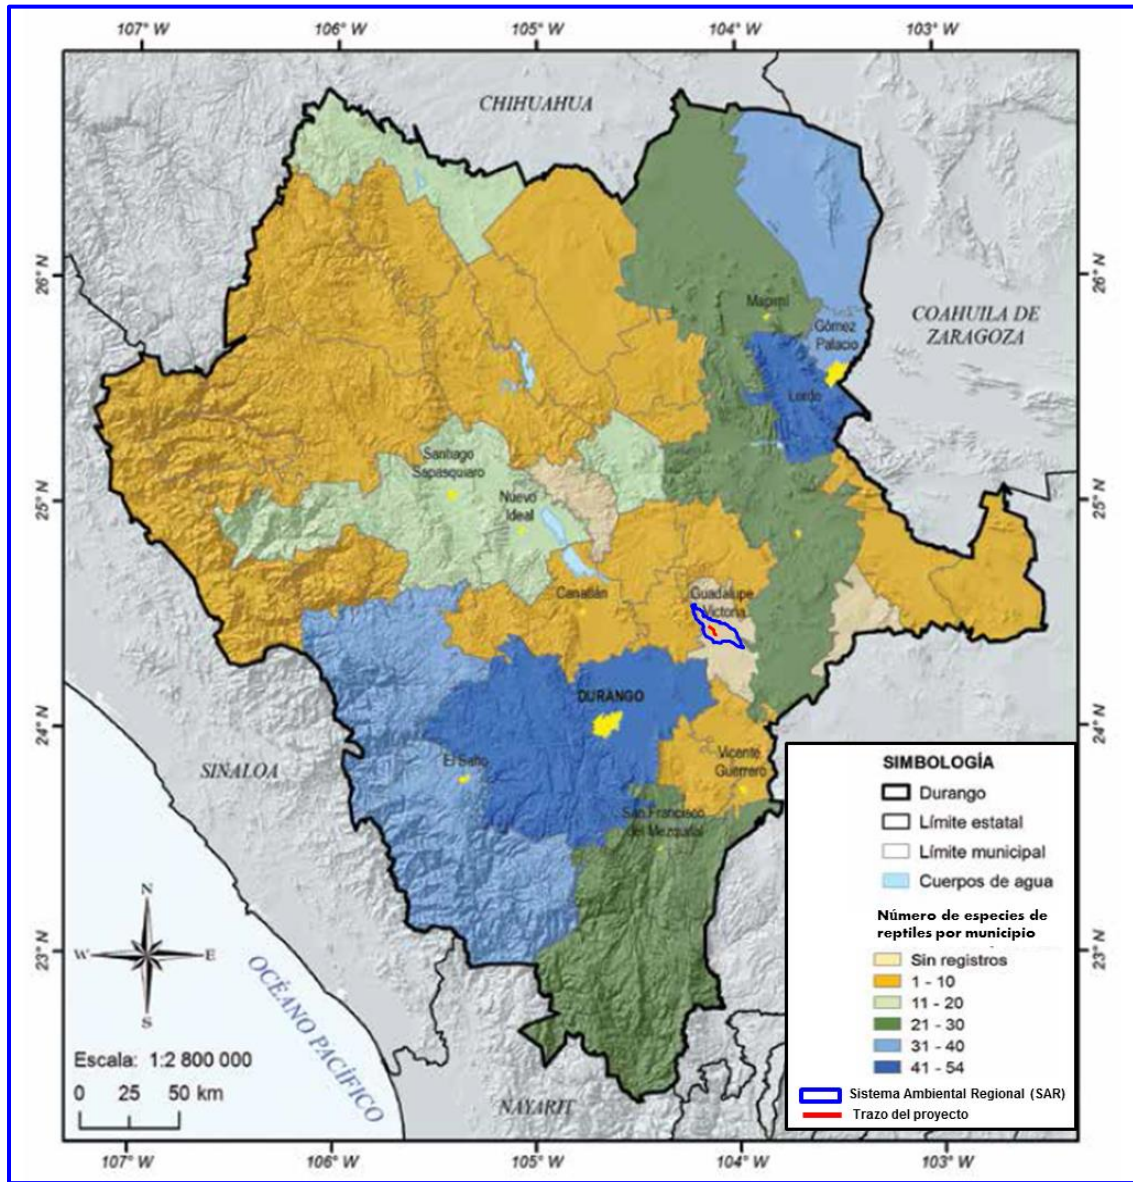 107° W 106° W 105° W 104° W 103° W
CHIHUAHUA
26° N
26° N
COAHUILA DE
ZARAGOZA
Mapimí
Gómez
Palacio
Lerdo
Santiago
Papasquiaro
Nuevo
Ideal
25° N
25° N
Canatlán
Guadalupe
Victoria
24° N
24° N
DURANGO
SINALOA
El Salto
Vicente
Guerrero
San Francisco
del Mezquital
23° N
23° N
OCÉANO PACÍFICO
NAYARIT
N
W E
S
Escala: 1:2 800 000
0 25 50 km
SIMBOLOGÍA
Durango
Límite estatal
Límite municipal
Cuerpos de agua
Número de especies de
reptiles por municipio
Sin registros
1 - 10
11 - 20
21 - 30
31 - 40
41 - 54
Sistema Ambiental Regional (SAR)
Trazo del proyecto
107° W 106° W 105° W 104° W 103° W